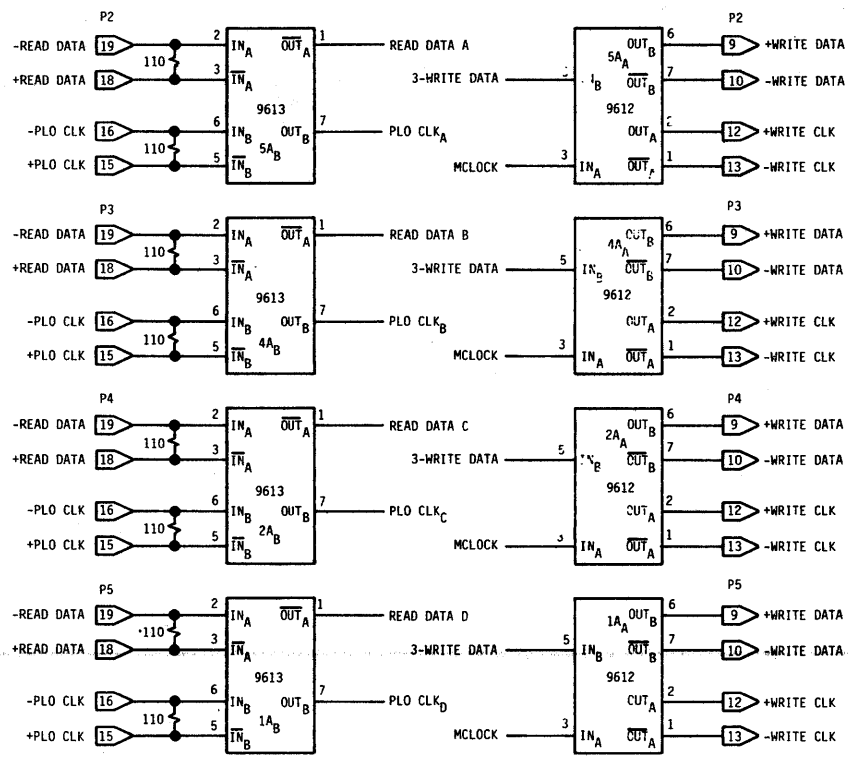 P2 P2
-READ DATA 19 2 IN_A OUT_A 1 READ DATA A 5A_A OUT_B 6 9 +WRITE DATA
110
+READ DATA 18 3 IN_A 3-WRITE DATA B OUT_B 7 10 -WRITE DATA
9613 9612
-PLO CLK 16 6 IN_B OUT_B 7 PLO CLK_A OUT_A 12 +WRITE CLK
110 5A_B
+PLO CLK 15 5 IN_B MCLOCK 3 IN_A OUT 1 13 -WRITE CLK
P3 P3
-READ DATA 19 2 IN_A OUT_A 1 READ DATA B 4A_A OUT_B 6 9 +WRITE DATA
110
+READ DATA 18 3 IN_A 3-WRITE DATA 5 IN_B OUT_B 7 10 -WRITE DATA
9613 9612
-PLO CLK 16 6 IN_B OUT_B 7 PLO CLK_B OUT_A 2 12 +WRITE CLK
110
+PLO CLK 15 5 IN_B 4A_B MCLOCK 3 IN_A OUT_A 1 13 -WRITE CLK
P4 P4
-READ DATA 19 2 IN_A OUT_A 1 READ DATA C 2A_A OUT_B 6 9 +WRITE DATA
110
+READ DATA 18 3 IN_A 3-WRITE DATA 5 IN_B OUT_B 7 10 -WRITE DATA
9613 9612
-PLO CLK 16 6 IN_B OUT_B 7 PLO CLK_C OUT_A 2 12 +WRITE CLK
110 2A_B
+PLO CLK 15 5 IN_B MCLOCK IN_A OUT_A 1 13 -WRITE CLK
P5 P5
-READ DATA 19 2 IN_A OUT_A 1 READ DATA D 1A_A OUT_B 6 9 +WRITE DATA
110
+READ DATA 18 3 IN_A 3-WRITE DATA 5 IN_B OUT_B 7 10 -WRITE DATA
9613 9612
-PLO CLK 16 6 IN_B OUT_B 7 PLO CLK_D OUT_A 2 12 +WRITE CLK
110 1A_B
+PLO CLK 15 5 IN_B MCLOCK 3 IN_A OUT_A 1 13 -WRITE CLK